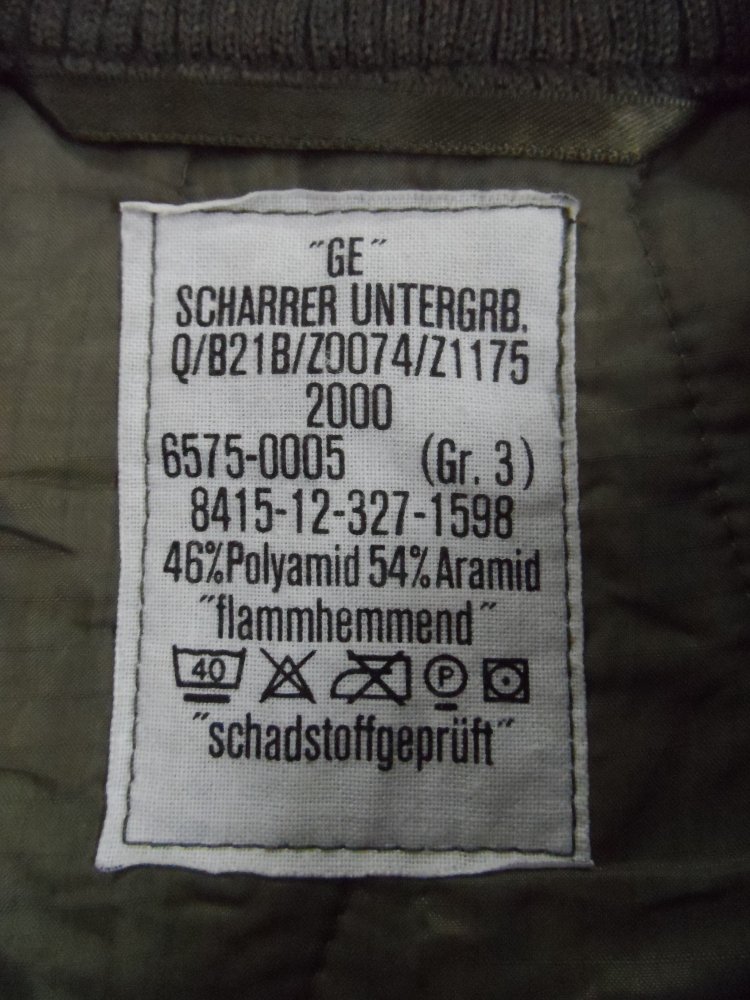 "GE"
SCHARRER UNTERGRB.
Q/B21B/Z0074/Z1175
2000
6575-0005 (Gr. 3)
8415-12-327-1598
46%Polyamid 54%Aramid
"flammhemmend"
40 P
"schadstoffgeprüft"